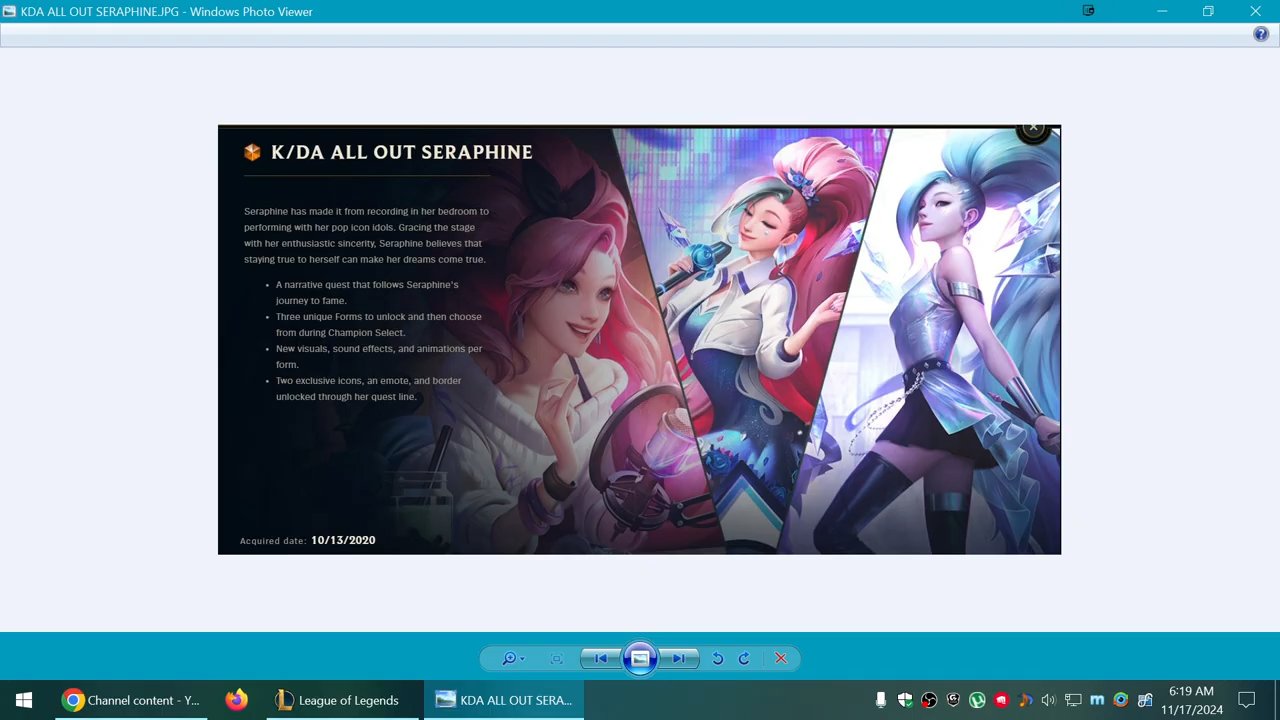 KDA ALL OUT SERAPHINE.JPG - Windows Photo Viewer
K/DA ALL OUT SERAPHINE
Seraphine has made it from recording in her bedroom to
performing with her pop icon idols. Gracing the stage
with her enthusiastic sincerity, Seraphine believes that
staying true to herself can make her dreams come true.
• A narrative quest that follows Seraphine's
journey to fame.
• Three unique Forms to unlock and then choose
from during Champion Select.
• New visuals, sound effects, and animations per
form.
• Two exclusive icons, an emote, and border
unlocked through her quest line.
Acquired date: 10/13/2020
Channel content - Y...
League of Legends
KDA ALL OUT SERA...
6:19 AM
11/17/2024